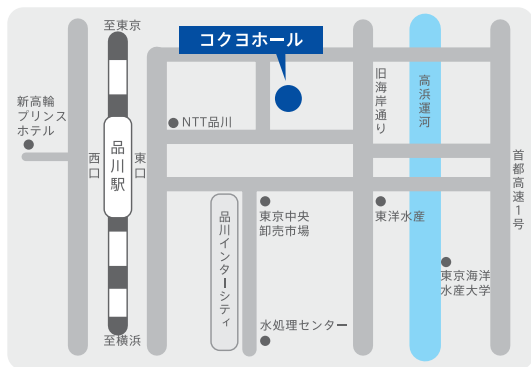 至東京
コクヨホール
新高輪
プリンス
ホテル
NTT品川
旧海岸通り
高浜運河
西口
品川駅
東口
首都高速1号
品川インターシティ
東京中央
卸売市場
東洋水産
東京海洋
水産大学
水処理センター
至横浜